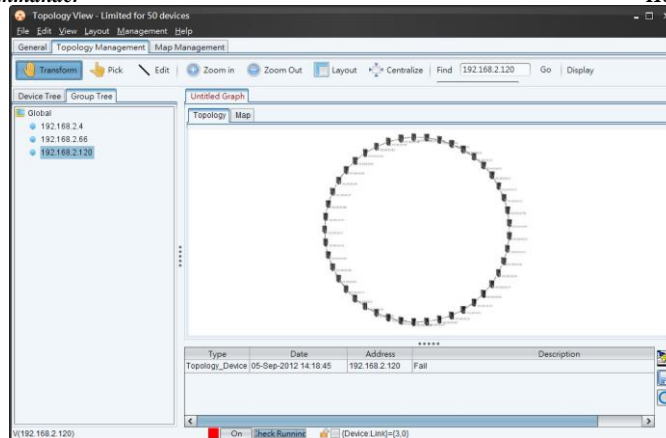 Topology View - Limited for 50 devices
File Edit View Layout Management Help
General Topology Management Map Management
Transform Pick Edit Zoom in Zoom Out Layout Centralize Find 192.168.2.120 Go Display
Device Tree Group Tree
Untitled Graph
Global
Topology Map
192.168.2.4
192.168.2.66
192.168.2.120
Type Date Address Description
Topology_Device 05-Sep-2012 14:18:45 192.168.2.120 Fail
V(192.168.2.120) On Check Running {Device:Link}={3,0}